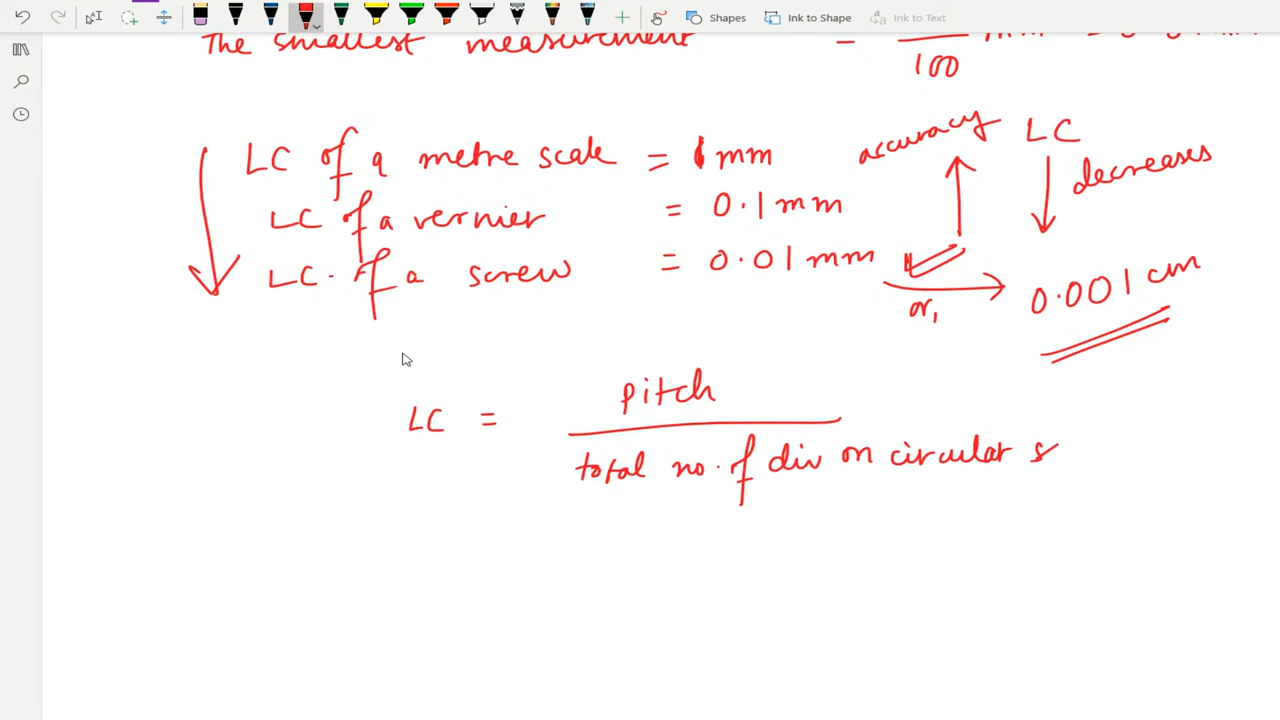 Shapes Ink to Shape Ink to Text
The smallest measurement = 100 mm =
accuracy LC
LC of a metre scale = 1 mm
decreases
LC of a vernier = 0.1 mm
LC. of a screw = 0.01 mm
or, 0.001 cm
pitch
LC =
total no. of div on circular s